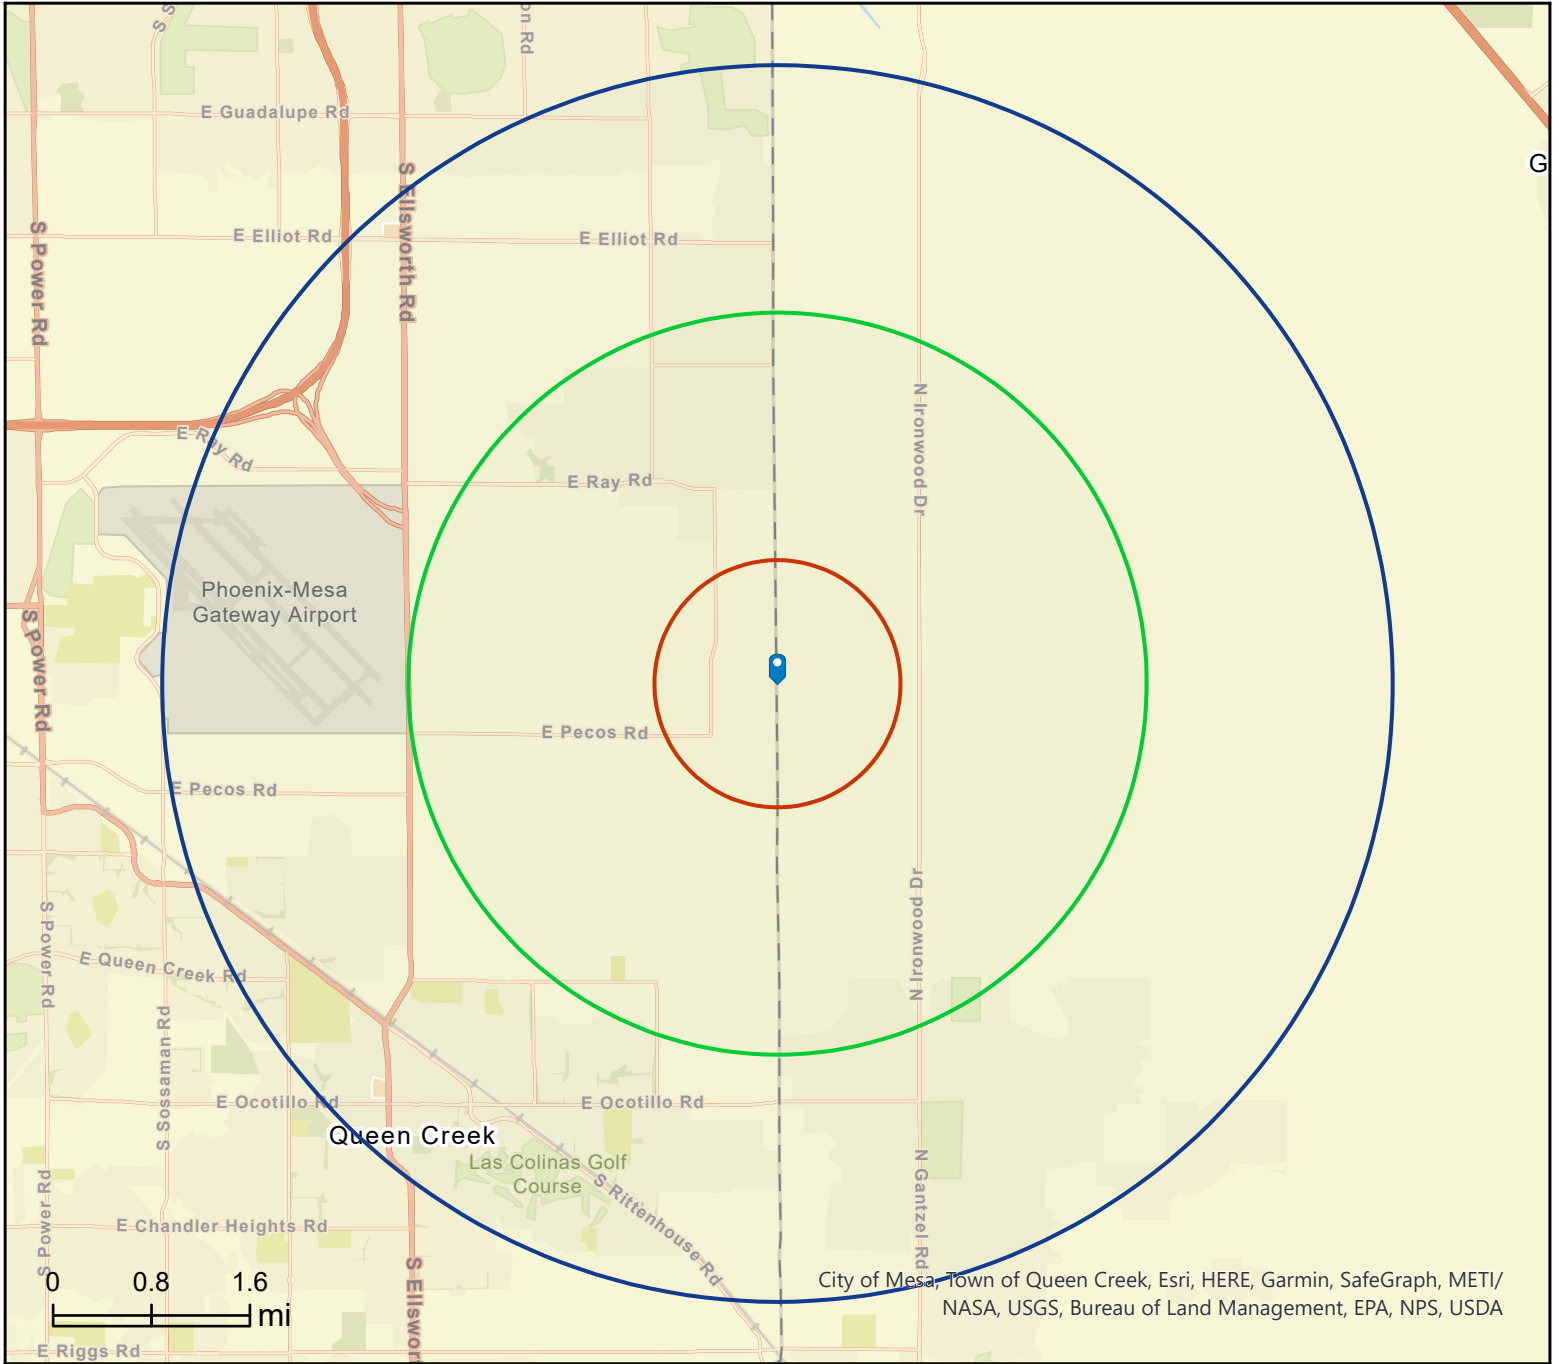 S S
on Rd
E Guadalupe Rd
G
S Ellsworth Rd
S Power Rd
E Elliot Rd
E Elliot Rd
N Ironwood Dr
E Ray Rd
E Ray Rd
Phoenix-Mesa
Gateway Airport
S Power Rd
E Pecos Rd
E Pecos Rd
N Ironwood Dr
S Power Rd
E Queen Creek Rd
S Sossaman Rd
E Ocotillo Rd
E Ocotillo Rd
Queen Creek
Las Colinas Golf
Course
S Rittenhouse Rd
N Gantzel Rd
S Power Rd
E Chandler Heights Rd
S Ellswor
0 0.8 1.6
mi
City of Mesa, Town of Queen Creek, Esri, HERE, Garmin, SafeGraph, METI/
NASA, USGS, Bureau of Land Management, EPA, NPS, USDA
E Riggs Rd